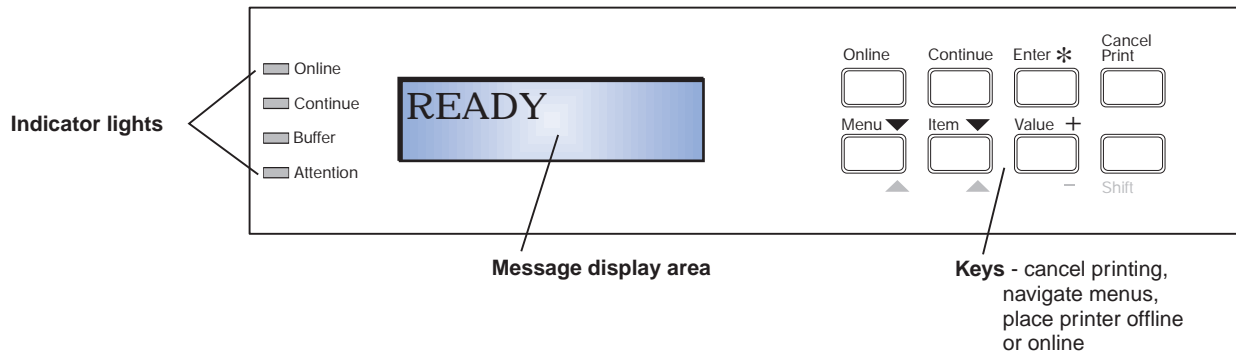 Indicator lights
Online
Continue
Buffer
Attention
READY
Message display area
Online Continue Enter * Cancel
Print
Menu ▼ Item ▼ Value +
▲ ▲ – Shift
Keys - cancel printing,
navigate menus,
place printer offline
or online